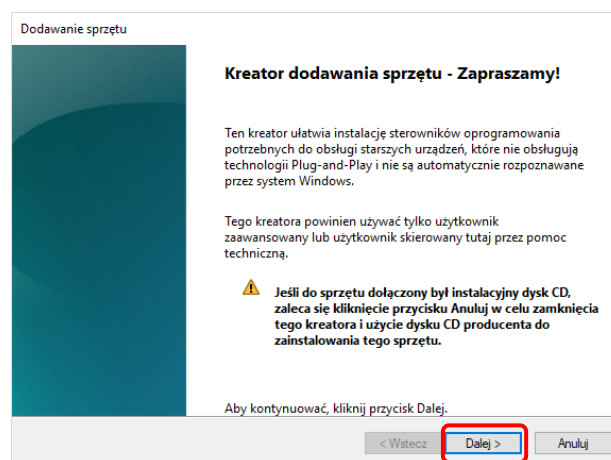 Dodawanie sprzętu
Kreator dodawania sprzętu - Zapraszamy!
Ten kreator ułatwia instalację sterowników oprogramowania
potrzebnych do obsługi starszych urządzeń, które nie obsługują
technologii Plug-and-Play i nie są automatycznie rozpoznawane
przez system Windows.
Tego kreatora powinien używać tylko użytkownik
zaawansowany lub użytkownik skierowany tutaj przez pomoc
techniczną.
Jeśli do sprzętu dołączony był instalacyjny dysk CD,
zaleca się kliknięcie przycisku Anuluj w celu zamknięcia
tego kreatora i użycie dysku CD producenta do
zainstalowania tego sprzętu.
Aby kontynuować, kliknij przycisk Dalej.
< Wstecz Dalej > Anuluj